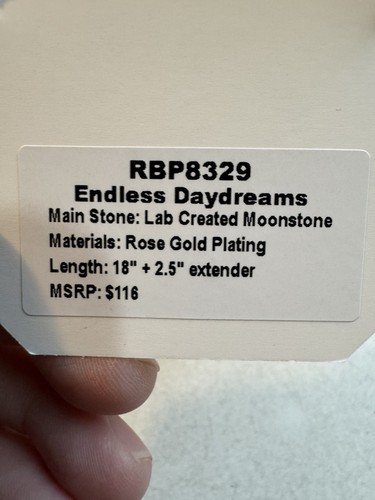 RBP8329
Endless Daydreams
Main Stone: Lab Created Moonstone
Materials: Rose Gold Plating
Length: 18" + 2.5" extender
MSRP: $116